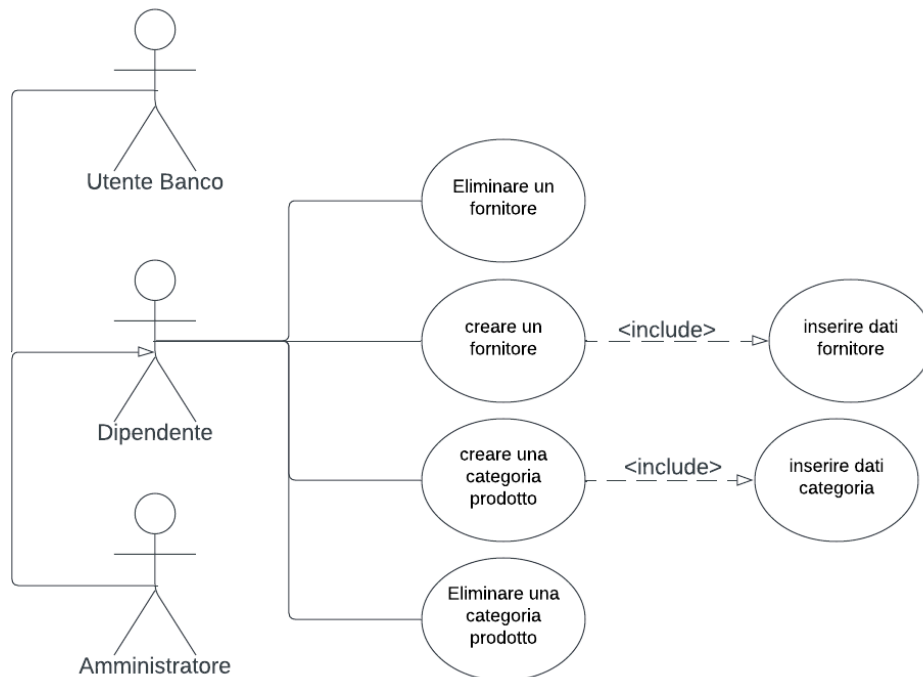 Utente Banco
Eliminare un
fornitore
creare un
fornitore
<include>
inserire dati
fornitore
Dipendente
creare una
categoria
prodotto
<include>
inserire dati
categoria
Eliminare una
categoria
prodotto
Amministratore